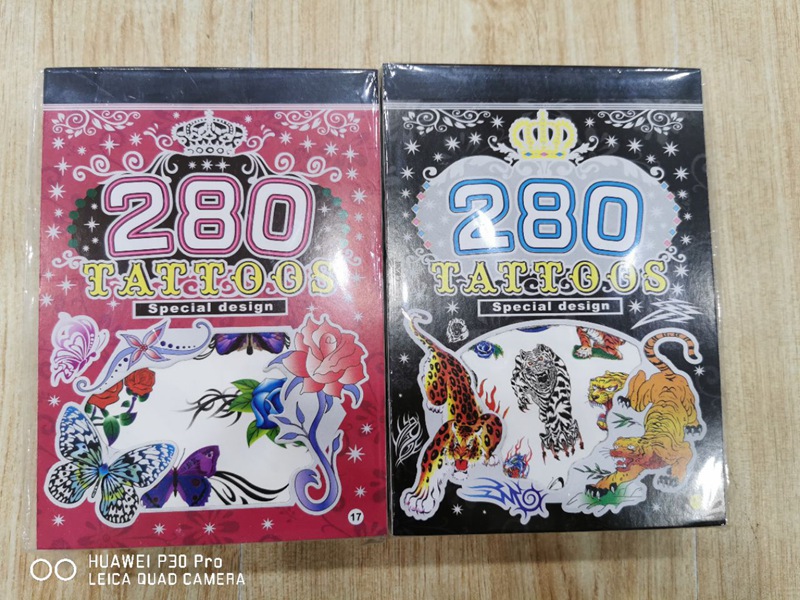 280
TATTOOS
Special design
17
280
TATTOOS
Special design
HUAWEI P30 Pro
LEICA QUAD CAMERA